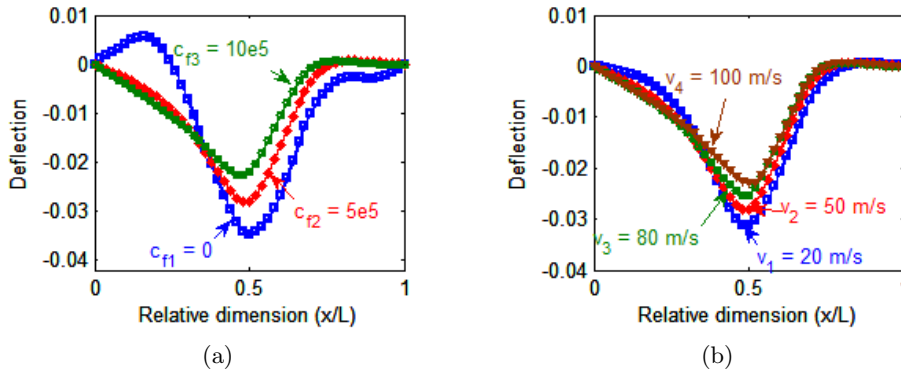 0.01
0
-0.01
-0.02
-0.03
-0.04
Deflection
c_f3 = 10e5
c_f2 = 5e5
c_f1 = 0
0 0.5 1
Relative dimension (x/L)
(a)
0.01
0
-0.01
-0.02
-0.03
-0.04
Deflection
v_4 = 100 m/s
v_2 = 50 m/s
v_3 = 80 m/s
v_1 = 20 m/s
0 0.5 1
Relative dimension (x/L)
(b)